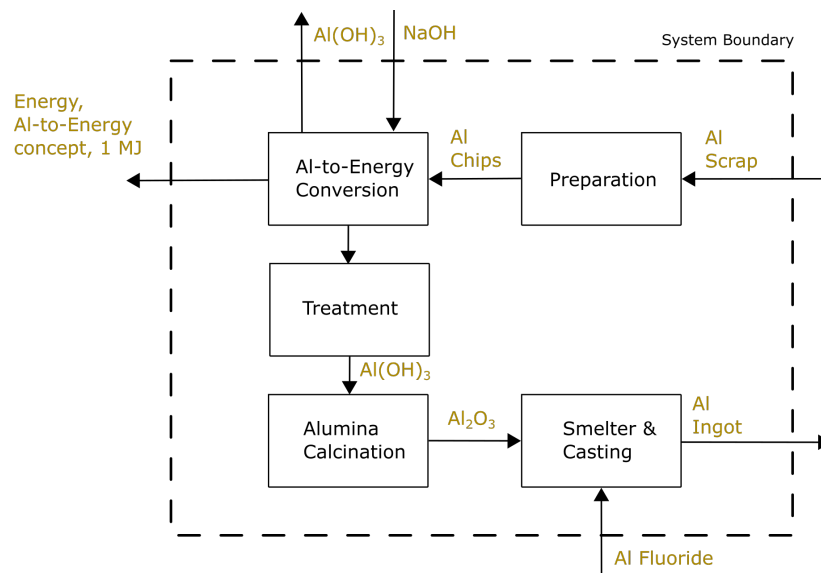 System Boundary
Al(OH)₃
NaOH
Energy,
Al-to-Energy
concept, 1 MJ
Al-to-Energy
Conversion
Al
Chips
Preparation
Al
Scrap
Treatment
Al(OH)₃
Alumina
Calcination
Al₂O₃
Smelter &
Casting
Al
Ingot
Al Fluoride